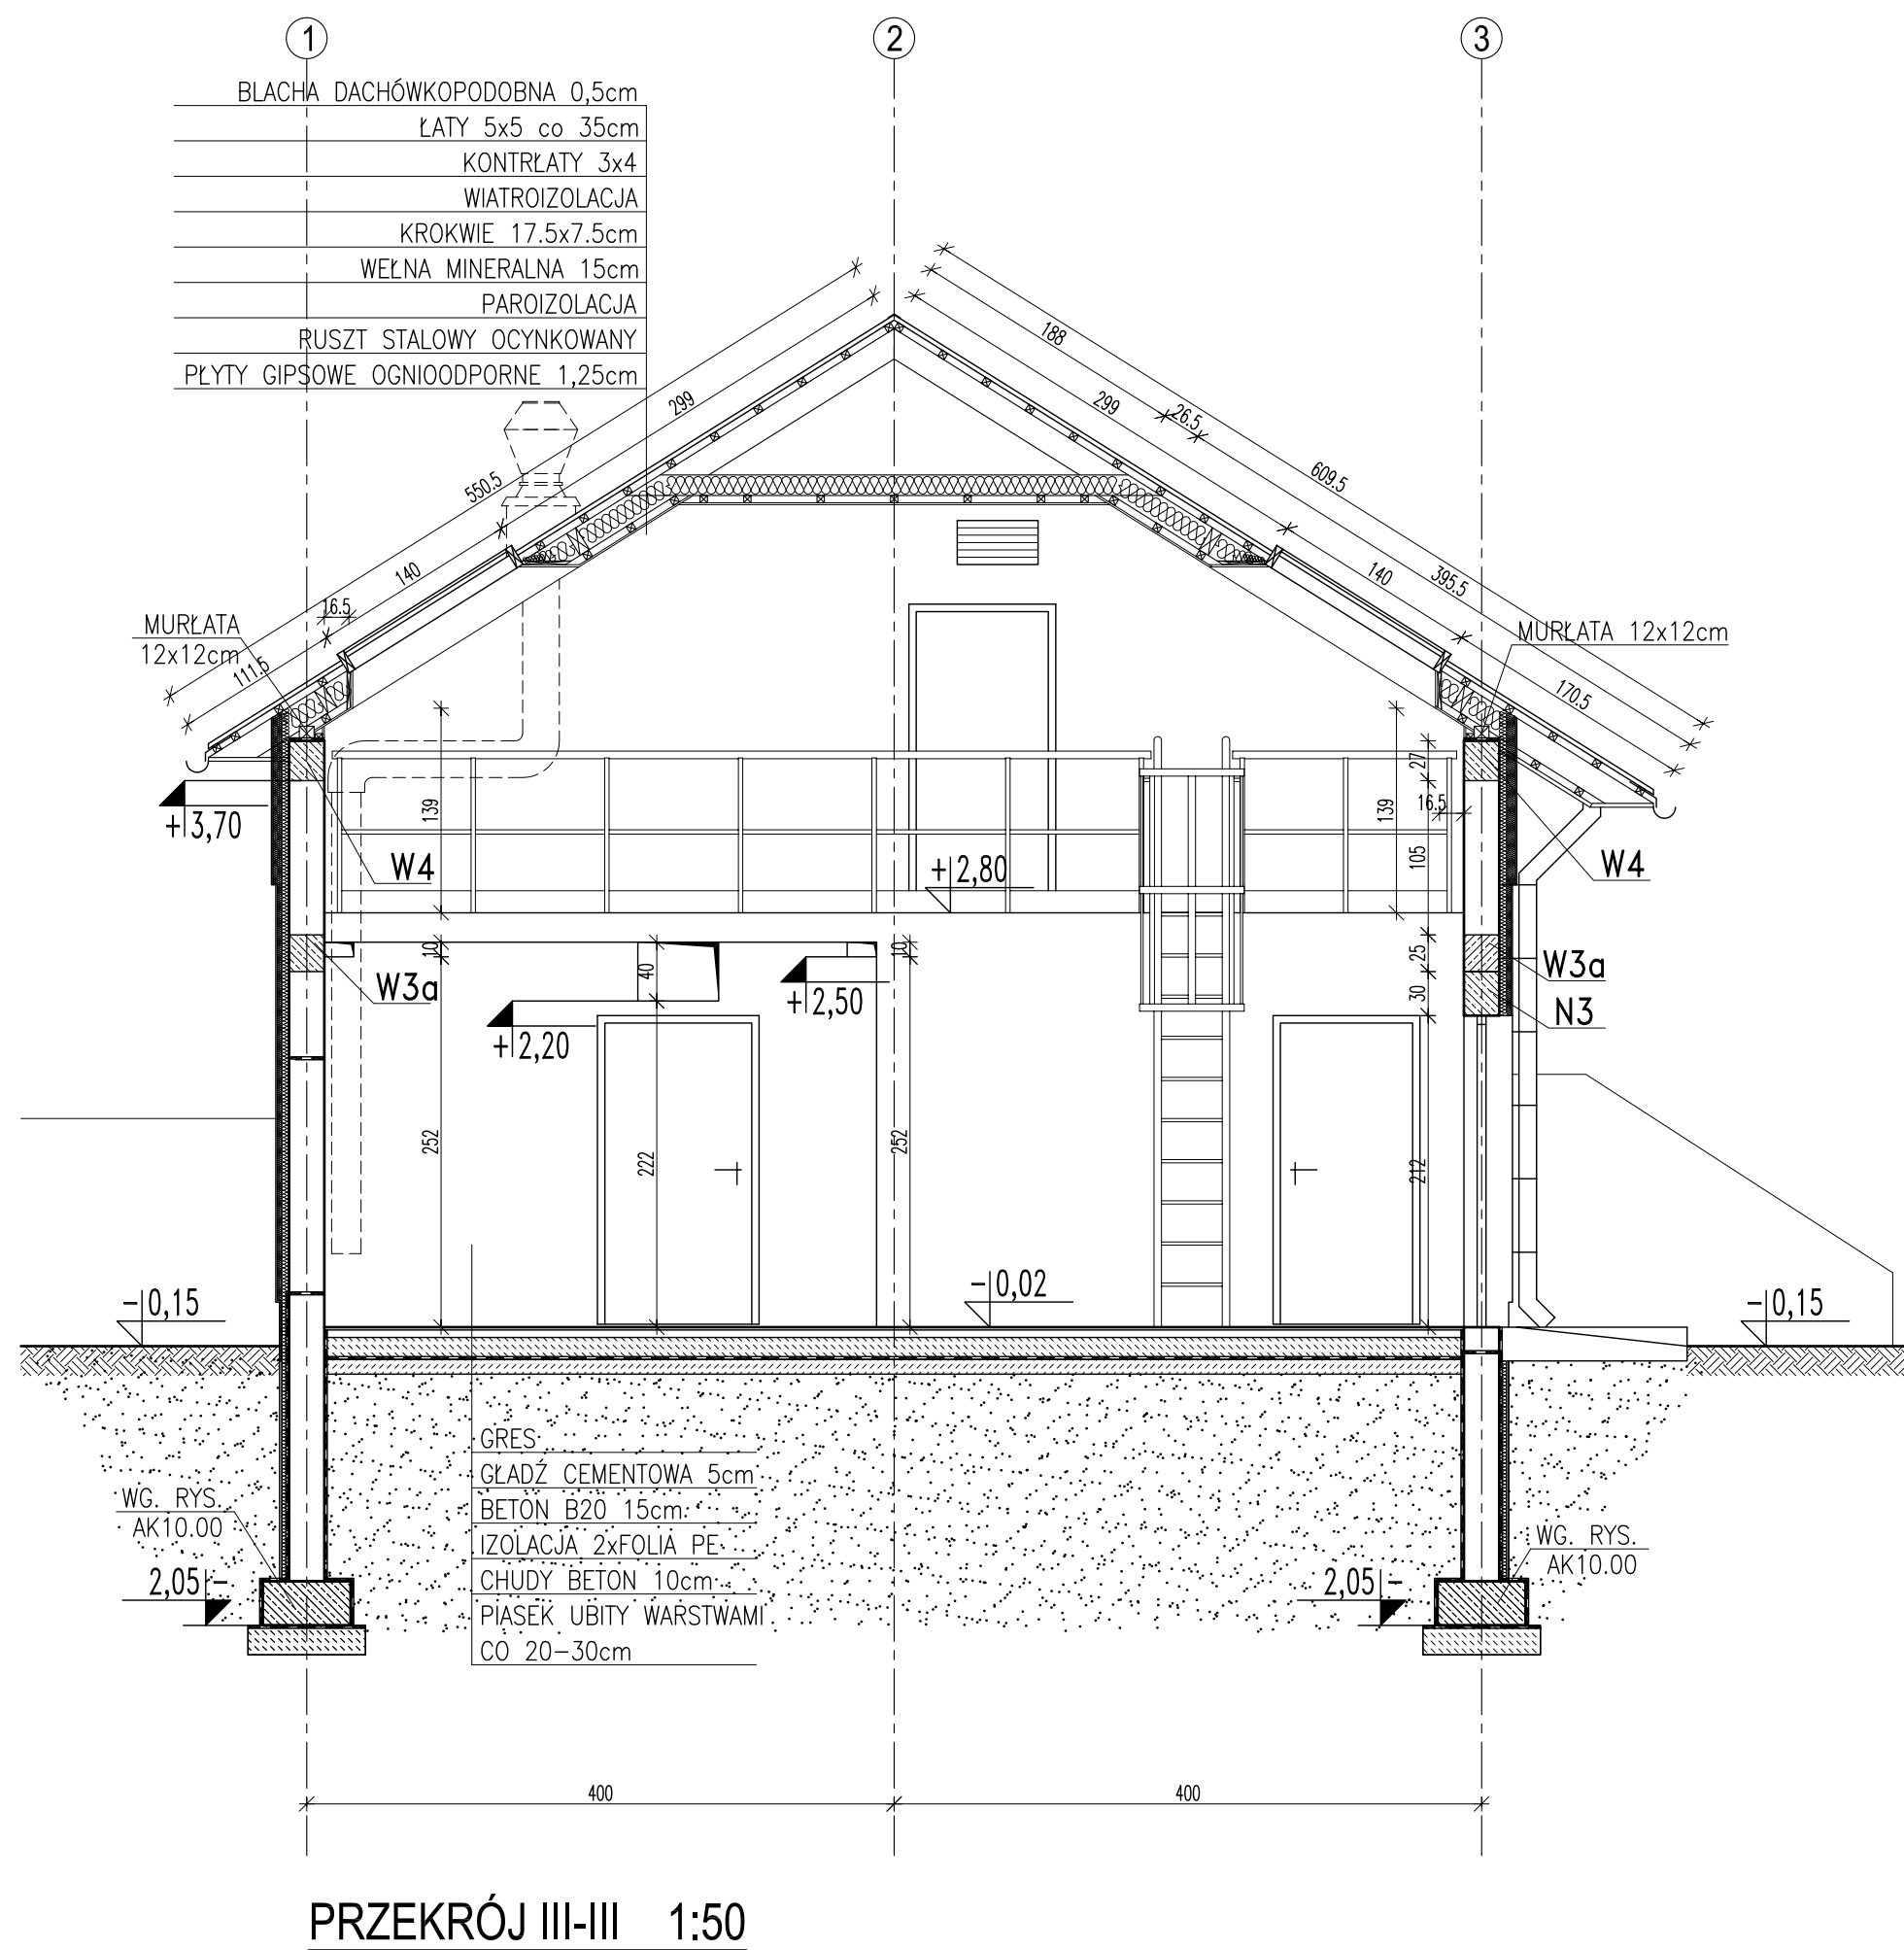 1
2
3
BLACHA DACHÓWKOPODOBNA 0,5cm
ŁATY 5x5 co 35cm
KONTRŁATY 3x4
WIATROIZOLACJA
KROKWIE 17.5x7.5cm
WEŁNA MINERALNA 15cm
PAROIZOLACJA
RUSZT STALOWY OCYNKOWANY
PŁYTY GIPSOWE OGNIOODPORNE 1,25cm
188
299
299
26.5
609.5
550.5
140
140
395.5
16.5
MURŁATA
12x12cm
MURŁATA 12x12cm
111.5
170.5
27
139
139
16.5
105
+3,70
W4
+2,80
W4
10
40
10
25
W3a
W3a
+2,50
30
N3
+2,20
252
222
252
212
-0,15
-0,02
-0,15
GRES
GŁADŹ CEMENTOWA 5cm
BETON B20 15cm
IZOLACJA 2xFOLIA PE
CHUDY BETON 10cm
PIASEK UBITY WARSTWAMI
CO 20-30cm
WG. RYS.
AK10.00
WG. RYS.
AK10.00
2,05 -
2,05 -
400
400
PRZEKRÓJ III-III 1:50